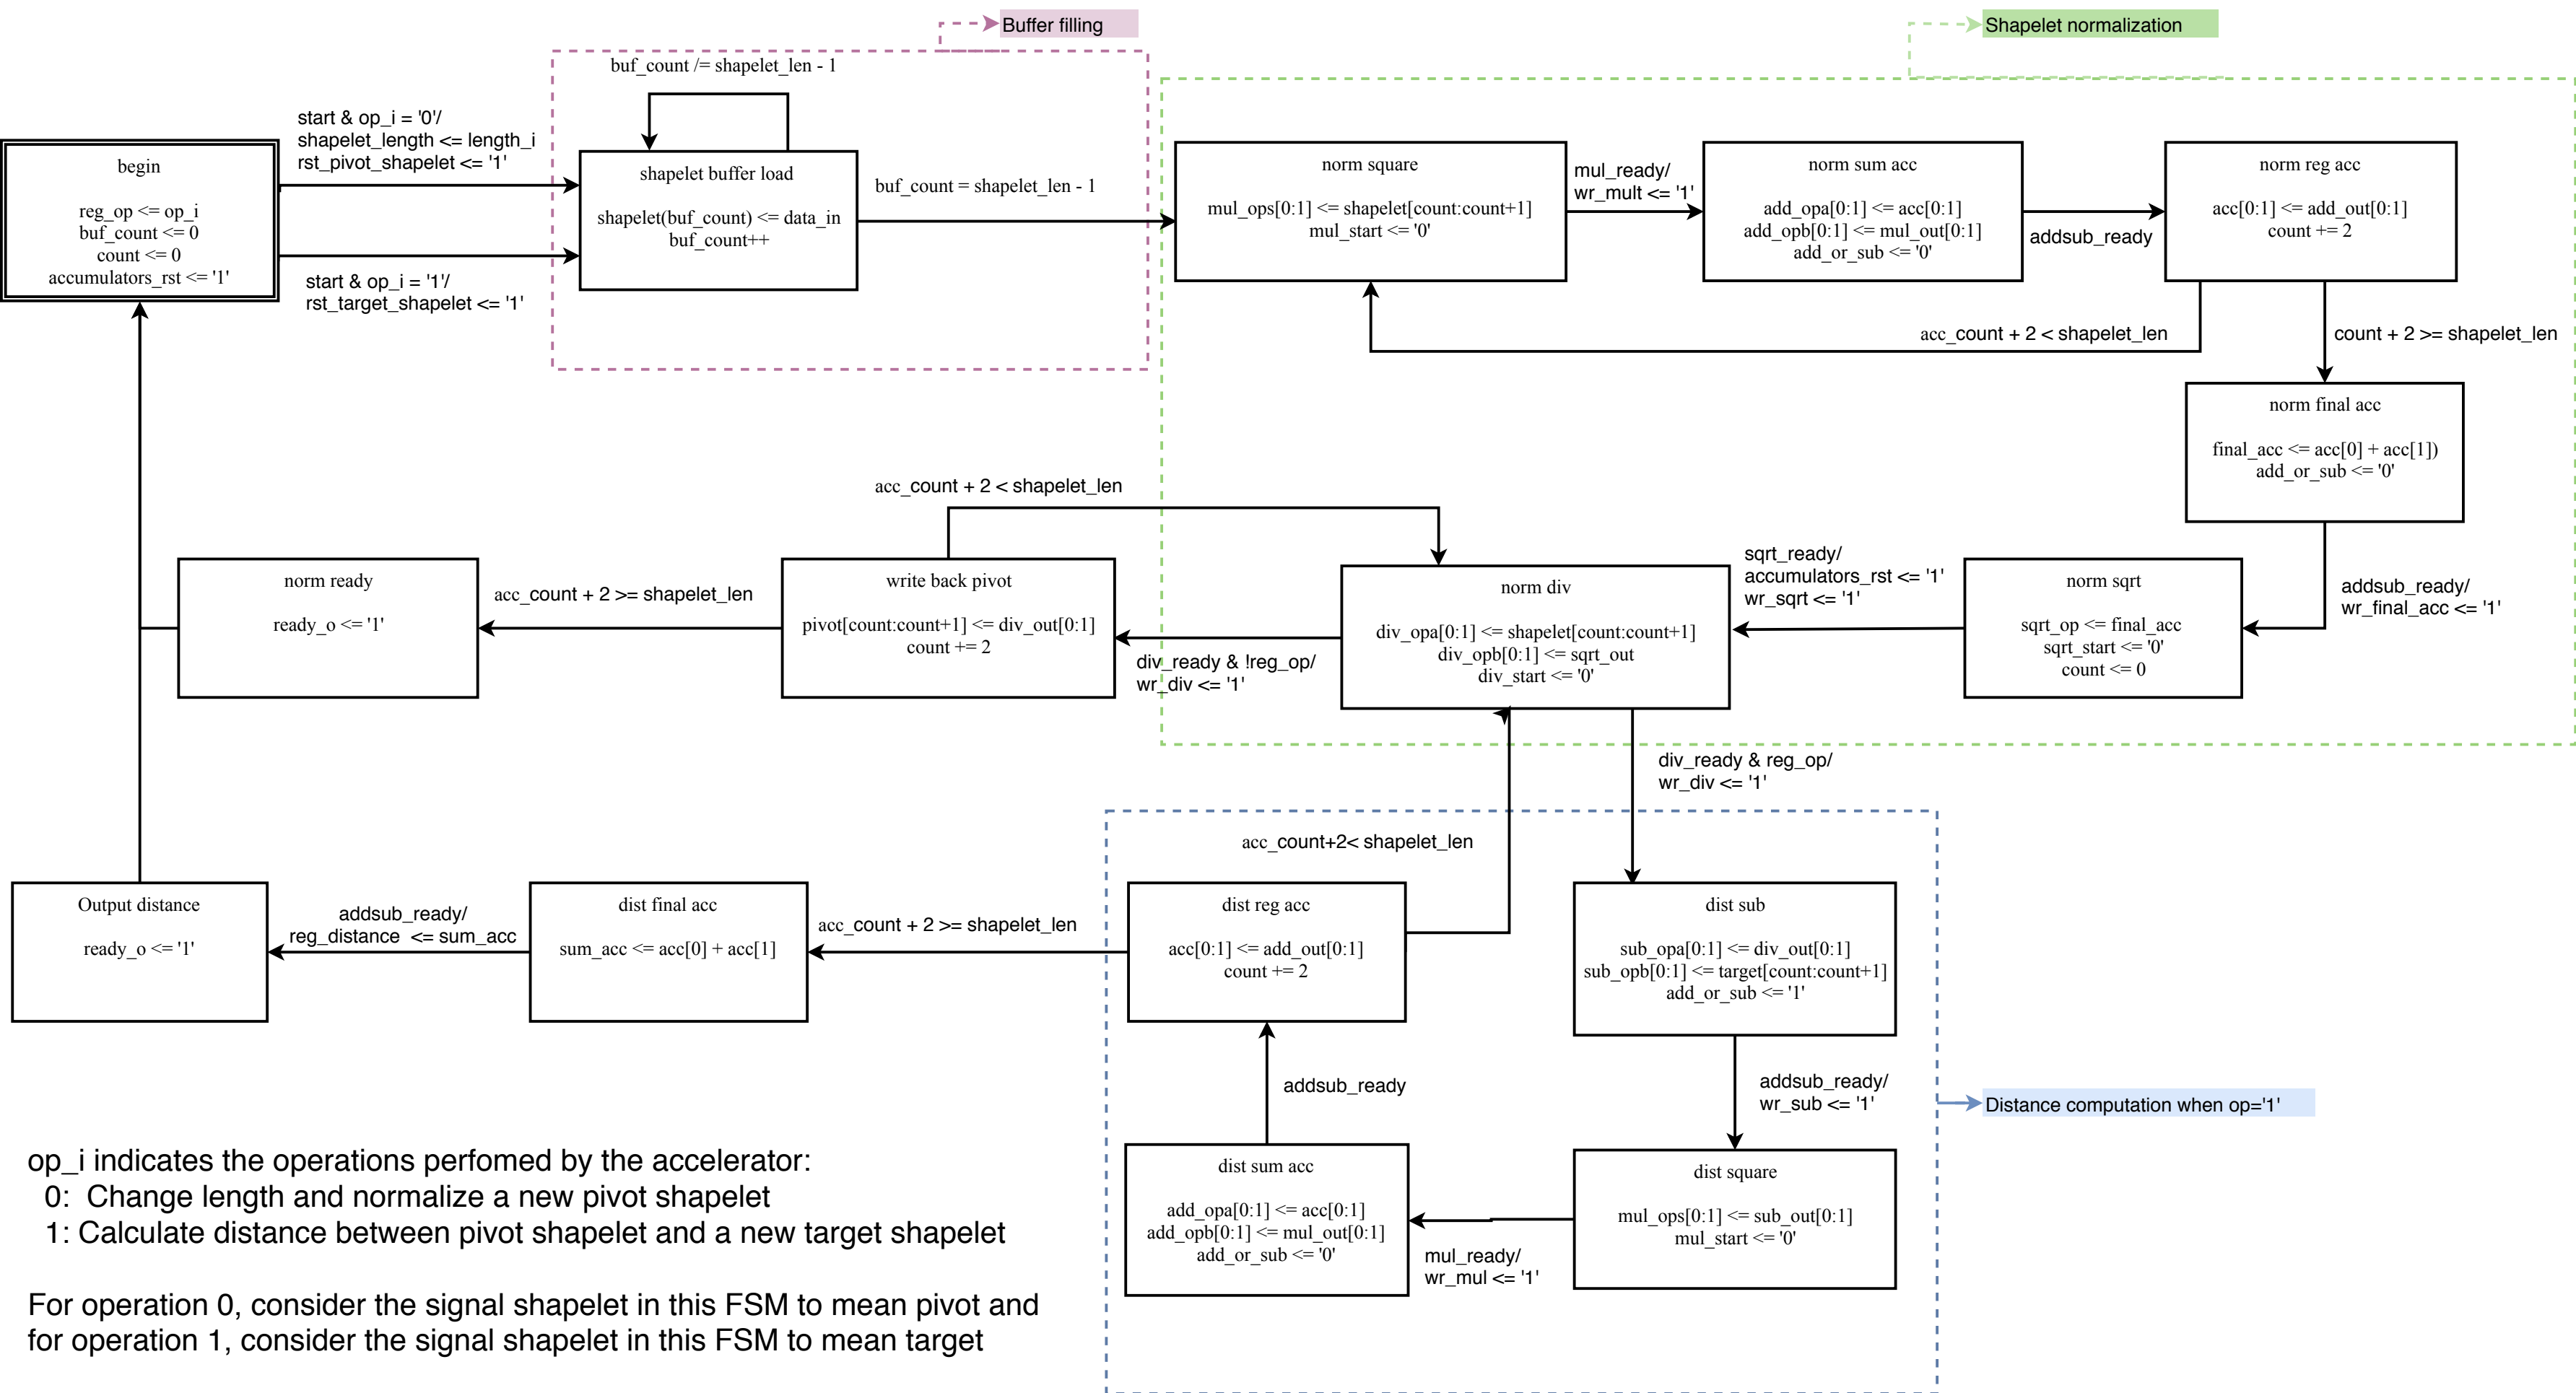 Buffer filling
Shapelet normalization
buf_count /= shapelet_len - 1
start & op_i = '0'/
shapelet_length <= length_i
rst_pivot_shapelet <= '1'
begin
reg_op <= op_i
buf_count <= 0
count <= 0
accumulators_rst <= '1'
start & op_i = '1'/
rst_target_shapelet <= '1'
shapelet buffer load
shapelet(buf_count) <= data_in
buf_count++
buf_count = shapelet_len - 1
norm square
mul_ops[0:1] <= shapelet[count:count+1]
mul_start <= '0'
mul_ready/
wr_mult <= '1'
norm sum acc
add_opa[0:1] <= acc[0:1]
add_opb[0:1] <= mul_out[0:1]
add_or_sub <= '0'
addsub_ready
norm reg acc
acc[0:1] <= add_out[0:1]
count += 2
acc_count + 2 < shapelet_len
count + 2 >= shapelet_len
norm final acc
final_acc <= acc[0] + acc[1])
add_or_sub <= '0'
addsub_ready/
wr_final_acc <= '1'
norm sqrt
sqrt_op <= final_acc
sqrt_start <= '0'
count <= 0
sqrt_ready/
accumulators_rst <= '1'
wr_sqrt <= '1'
norm div
div_opa[0:1] <= shapelet[count:count+1]
div_opb[0:1] <= sqrt_out
div_start <= '0'
acc_count + 2 < shapelet_len
div_ready & !reg_op/
wr_div <= '1'
write back pivot
pivot[count:count+1] <= div_out[0:1]
count += 2
acc_count + 2 >= shapelet_len
norm ready
ready_o <= '1'
div_ready & reg_op/
wr_div <= '1'
acc_count+2< shapelet_len
dist sub
sub_opa[0:1] <= div_out[0:1]
sub_opb[0:1] <= target[count:count+1]
add_or_sub <= '1'
addsub_ready/
wr_sub <= '1'
dist square
mul_ops[0:1] <= sub_out[0:1]
mul_start <= '0'
mul_ready/
wr_mul <= '1'
dist sum acc
add_opa[0:1] <= acc[0:1]
add_opb[0:1] <= mul_out[0:1]
add_or_sub <= '0'
addsub_ready
dist reg acc
acc[0:1] <= add_out[0:1]
count += 2
acc_count + 2 >= shapelet_len
dist final acc
sum_acc <= acc[0] + acc[1]
addsub_ready/
reg_distance <= sum_acc
Output distance
ready_o <= '1'
Distance computation when op='1'
op_i indicates the operations perfomed by the accelerator:
0: Change length and normalize a new pivot shapelet
1: Calculate distance between pivot shapelet and a new target shapelet
For operation 0, consider the signal shapelet in this FSM to mean pivot and
for operation 1, consider the signal shapelet in this FSM to mean target